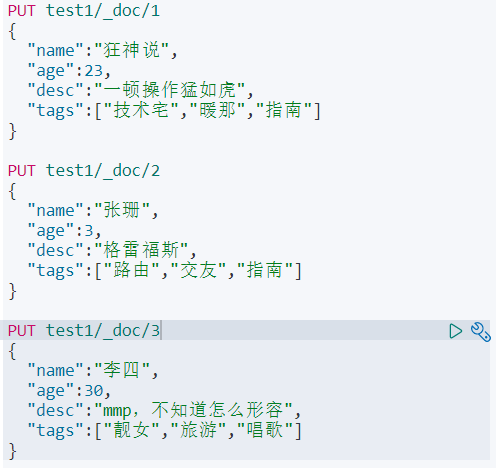 PUT test1/_doc/1
{
  "name":"狂神说",
  "age":23,
  "desc":"一顿操作猛如虎",
  "tags":["技术宅","暖那","指南"]
}

PUT test1/_doc/2
{
  "name":"张珊",
  "age":3,
  "desc":"格雷福斯",
  "tags":["路由","交友","指南"]
}

PUT test1/_doc/3
{
  "name":"李四",
  "age":30,
  "desc":"mmp，不知道怎么形容",
  "tags":["靓女","旅游","唱歌"]
}